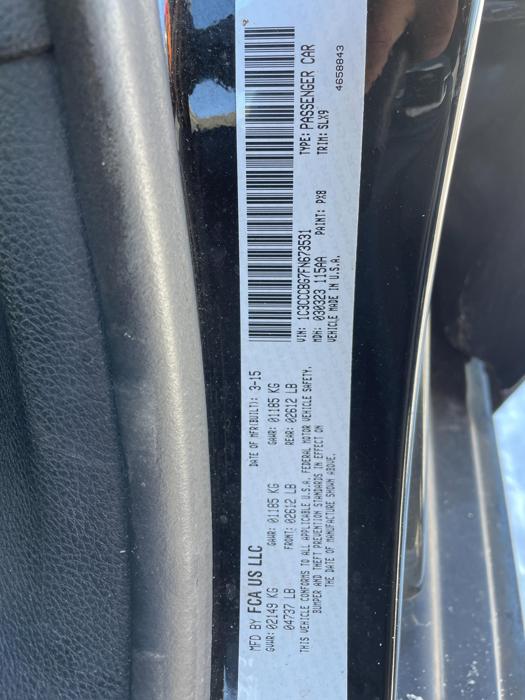 MFD BY FCA US LLC
DATE OF MFR(BUILT): 3-15
GVWR: 02149 KG
GAWR: 01185 KG
GAWR: 01185 KG
04737 LB
FRONT: 02612 LB
REAR: 02612 LB
THIS VEHICLE CONFORMS TO ALL APPLICABLE U.S.A. FEDERAL MOTOR VEHICLE SAFETY,
BUMPER AND THEFT PREVENTION STANDARDS IN EFFECT ON
THE DATE OF MANUFACTURE SHOWN ABOVE.
VIN: 1C3CCCBG7FN673531
TYPE: PASSENGER CAR
MDH: 030323 115AA
PAINT: PX8
TRIM: SLX9
VEHICLE MADE IN U.S.A.
4658843